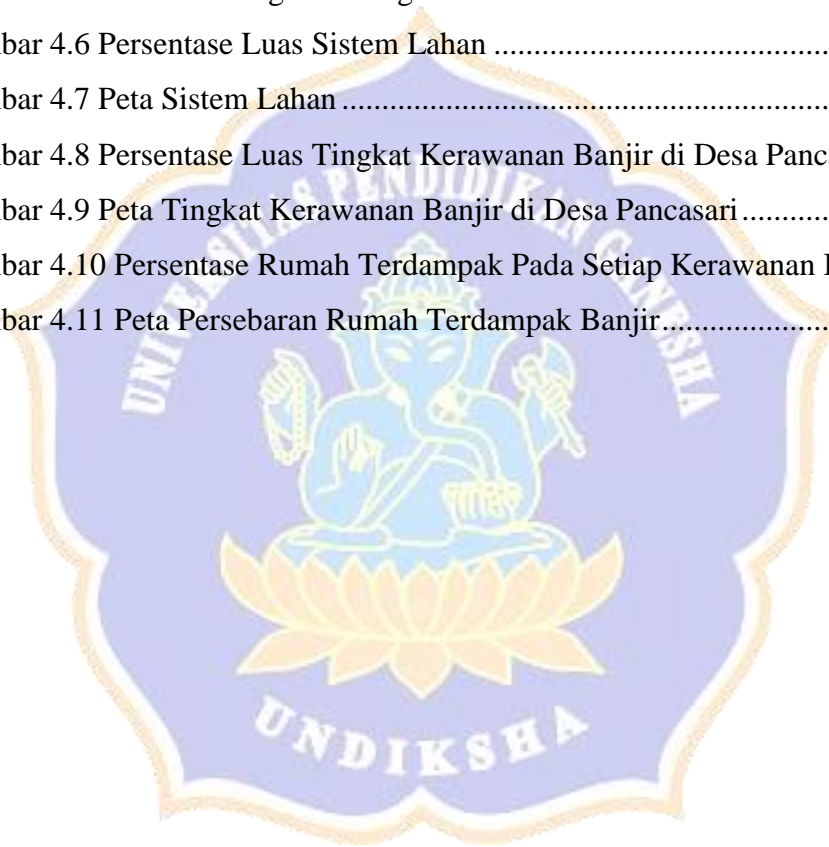 bar 4.6 Persentase Luas Sistem Lahan ..........................................
bar 4.7 Peta Sistem Lahan .............................................................
bar 4.8 Persentase Luas Tingkat Kerawanan Banjir di Desa Panca
bar 4.9 Peta Tingkat Kerawanan Banjir di Desa Pancasari ...........
bar 4.10 Persentase Rumah Terdampak Pada Setiap Kerawanan
bar 4.11 Peta Persebaran Rumah Terdampak Banjir.....................
UNIVERSITAS PENDIDIKAN GANESHA
UNDIKSHA